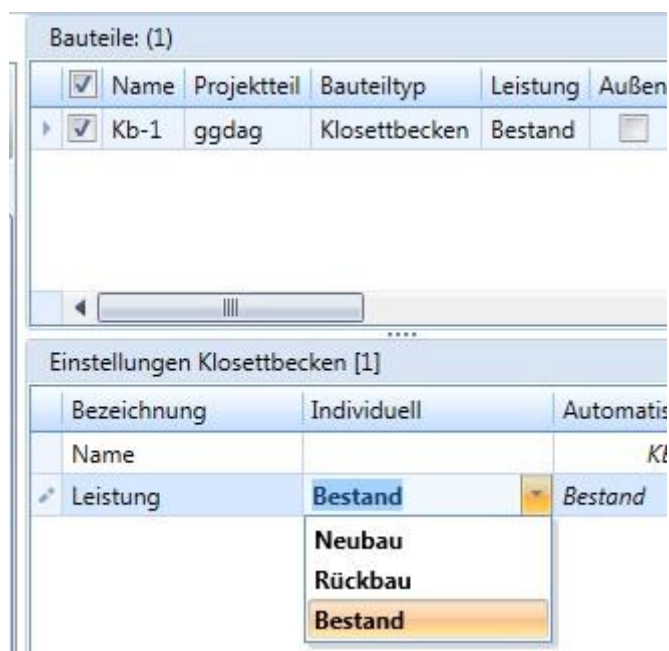 Bauteile: (1)
Name Projektteil Bauteiltyp Leistung Außen
Kb-1 ggdag Klosettbecken Bestand
Einstellungen Klosettbecken [1]
Bezeichnung Individuell Automatis
Name KB
Leistung Bestand Bestand
Neubau
Rückbau
Bestand